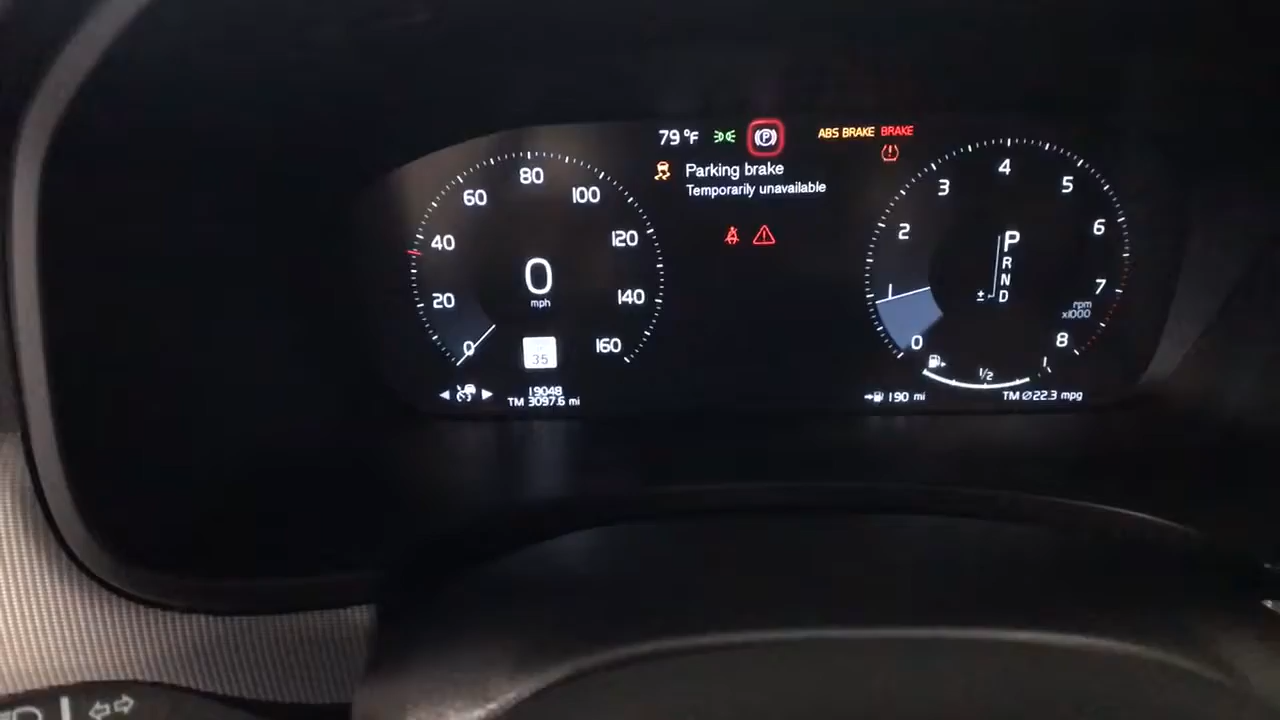 79 °F
ABS BRAKE BRAKE
Parking brake
Temporarily unavailable
0
20
40
60
80
100
120
140
160
0
mph
35
19048
TM 3097.6 mi
0
1
2
3
4
5
6
7
8
P
R
N
± D
rpm
x1000
1/2
1
190 mi
TM Ø22.3 mpg